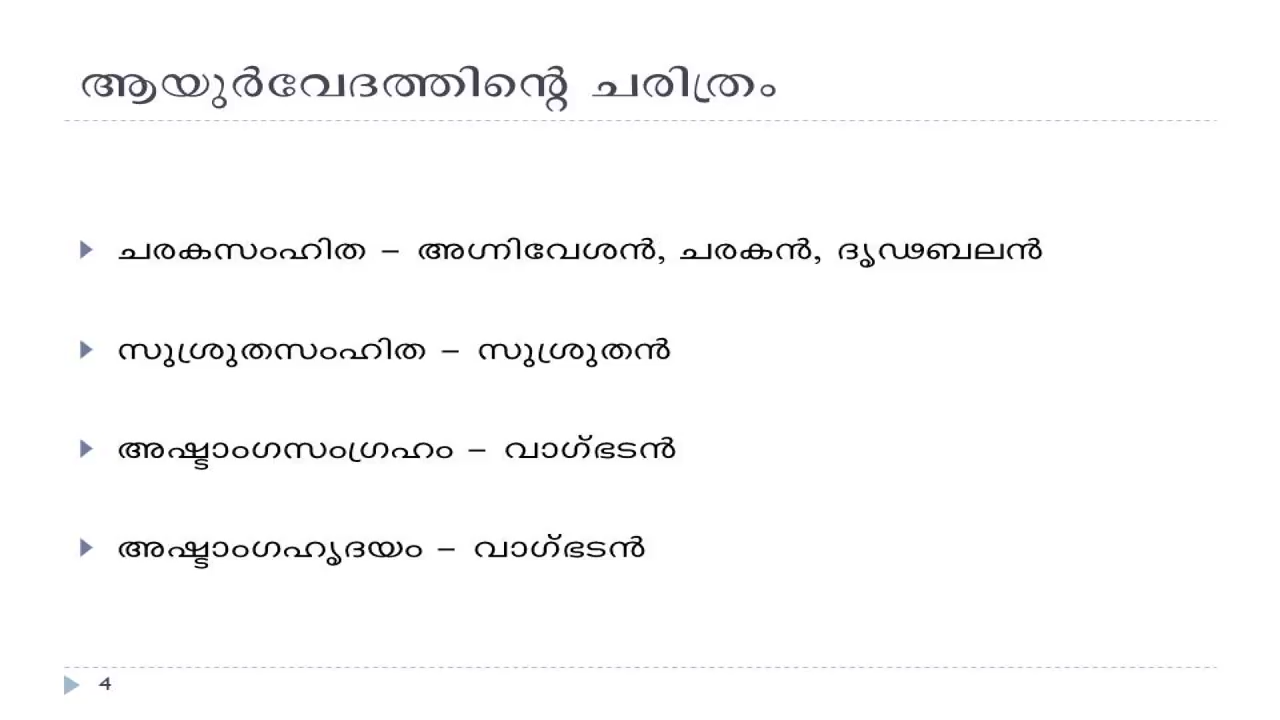 ആയുർവേദത്തിന്റെ ചരിത്രം
ചരകസംഹിത – അഗ്നിവേശൻ, ചരകൻ, ദൃഢബലൻ
സുശ്രുതസംഹിത – സുശ്രുതൻ
അഷ്ടാംഗസംഗ്രഹം – വാഗ്ഭടൻ
അഷ്ടാംഗഹൃദയം – വാഗ്ഭടൻ
4